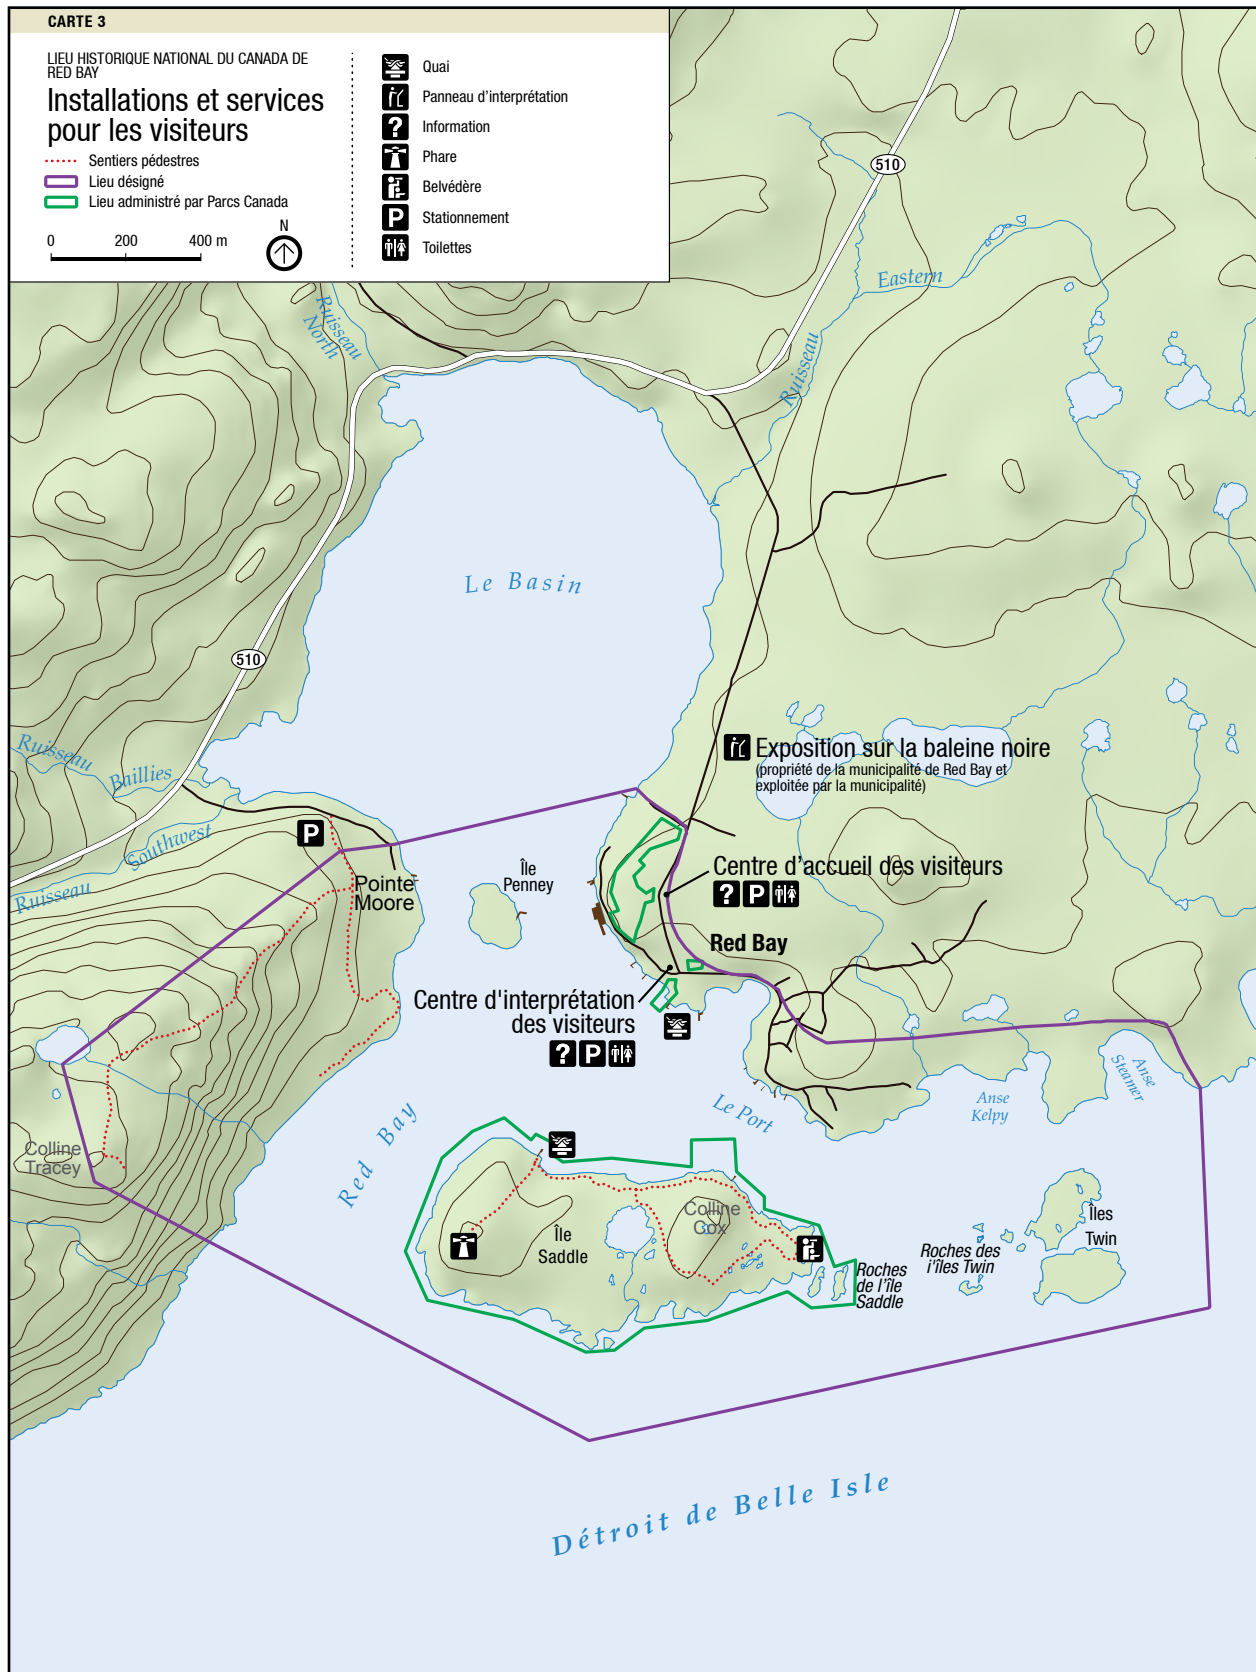 CARTE 3
LIEU HISTORIQUE NATIONAL DU CANADA DE
RED BAY
Installations et services
pour les visiteurs
Sentiers pédestres
Lieu désigné
Lieu administré par Parcs Canada
0 200 400 m
N
Quai
Panneau d'interprétation
? Information
Phare
Belvédère
P Stationnement
Toilettes
510
Eastern
Ruisseau
Ruisseau
North
Le Basin
510
Ruisseau
Baillies
Southwest
Ruisseau
P
Pointe
Moore
Île
Penney
Exposition sur la baleine noire
(propriété de la municipalité de Red Bay et
exploitée par la municipalité)
Centre d'accueil des visiteurs
? P
Red Bay
Centre d'interprétation
des visiteurs
? P
Anse
Steamer
Anse
Kelpy
Le Port
Red Bay
Colline
Tracey
Île
Saddle
Colline
Cox
Roches
de l'île
Saddle
Roches des
i'îles Twin
Îles
Twin
Détroit de Belle Isle